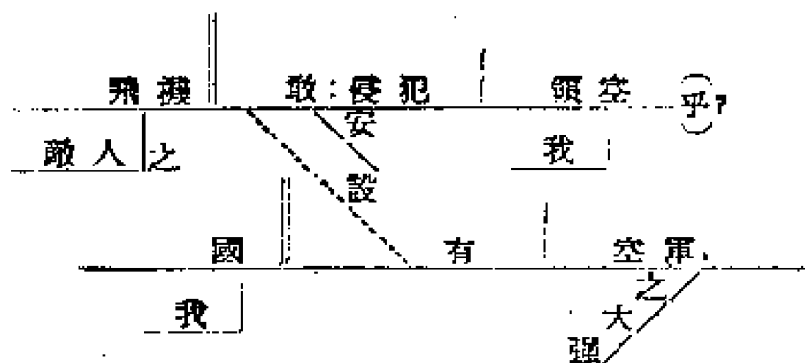 飛機 敢:侵犯 領空 (乎)?
敵人之 安 我
設
國 有 空軍、
我 之大强